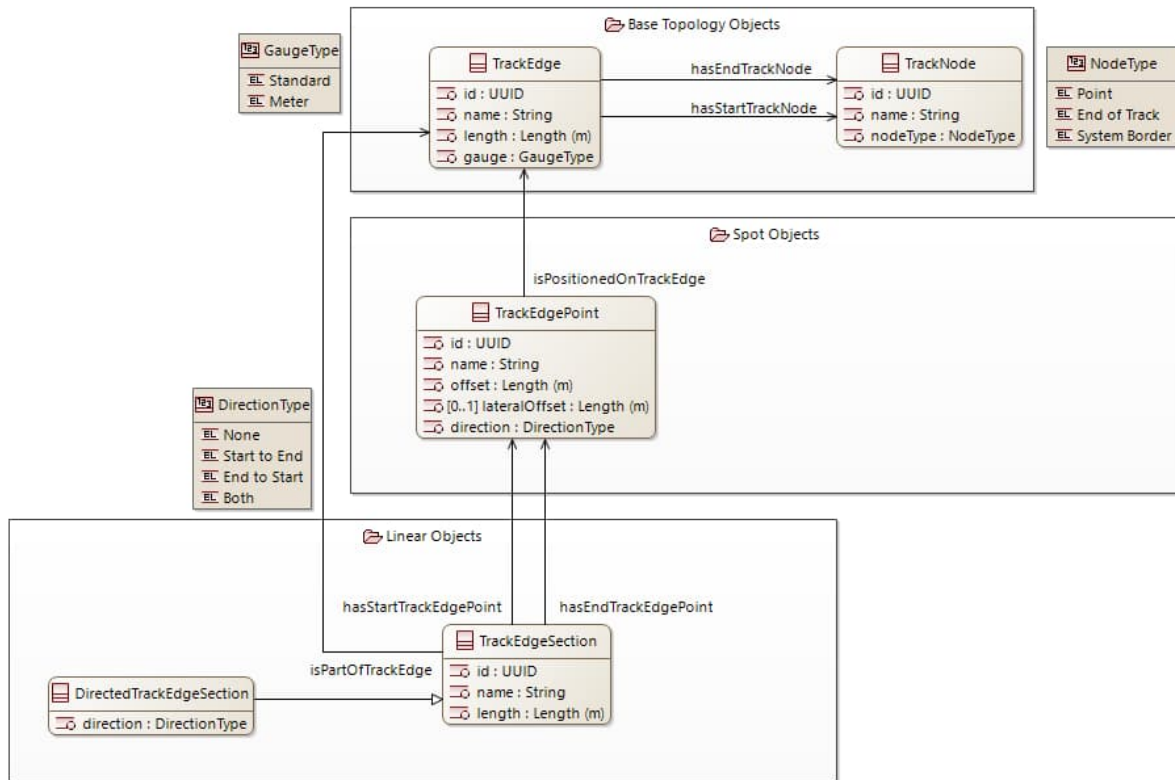 Base Topology Objects
GaugeType
Standard
Meter
TrackEdge
id : UUID
name : String
length : Length (m)
gauge : GaugeType
hasEndTrackNode
hasStartTrackNode
TrackNode
id : UUID
name : String
nodeType : NodeType
NodeType
Point
End of Track
System Border
Spot Objects
isPositionedOnTrackEdge
TrackEdgePoint
id : UUID
name : String
offset : Length (m)
[0..1] lateralOffset : Length (m)
direction : DirectionType
DirectionType
None
Start to End
End to Start
Both
Linear Objects
hasStartTrackEdgePoint
hasEndTrackEdgePoint
TrackEdgeSection
id : UUID
name : String
length : Length (m)
isPartOfTrackEdge
DirectedTrackEdgeSection
direction : DirectionType